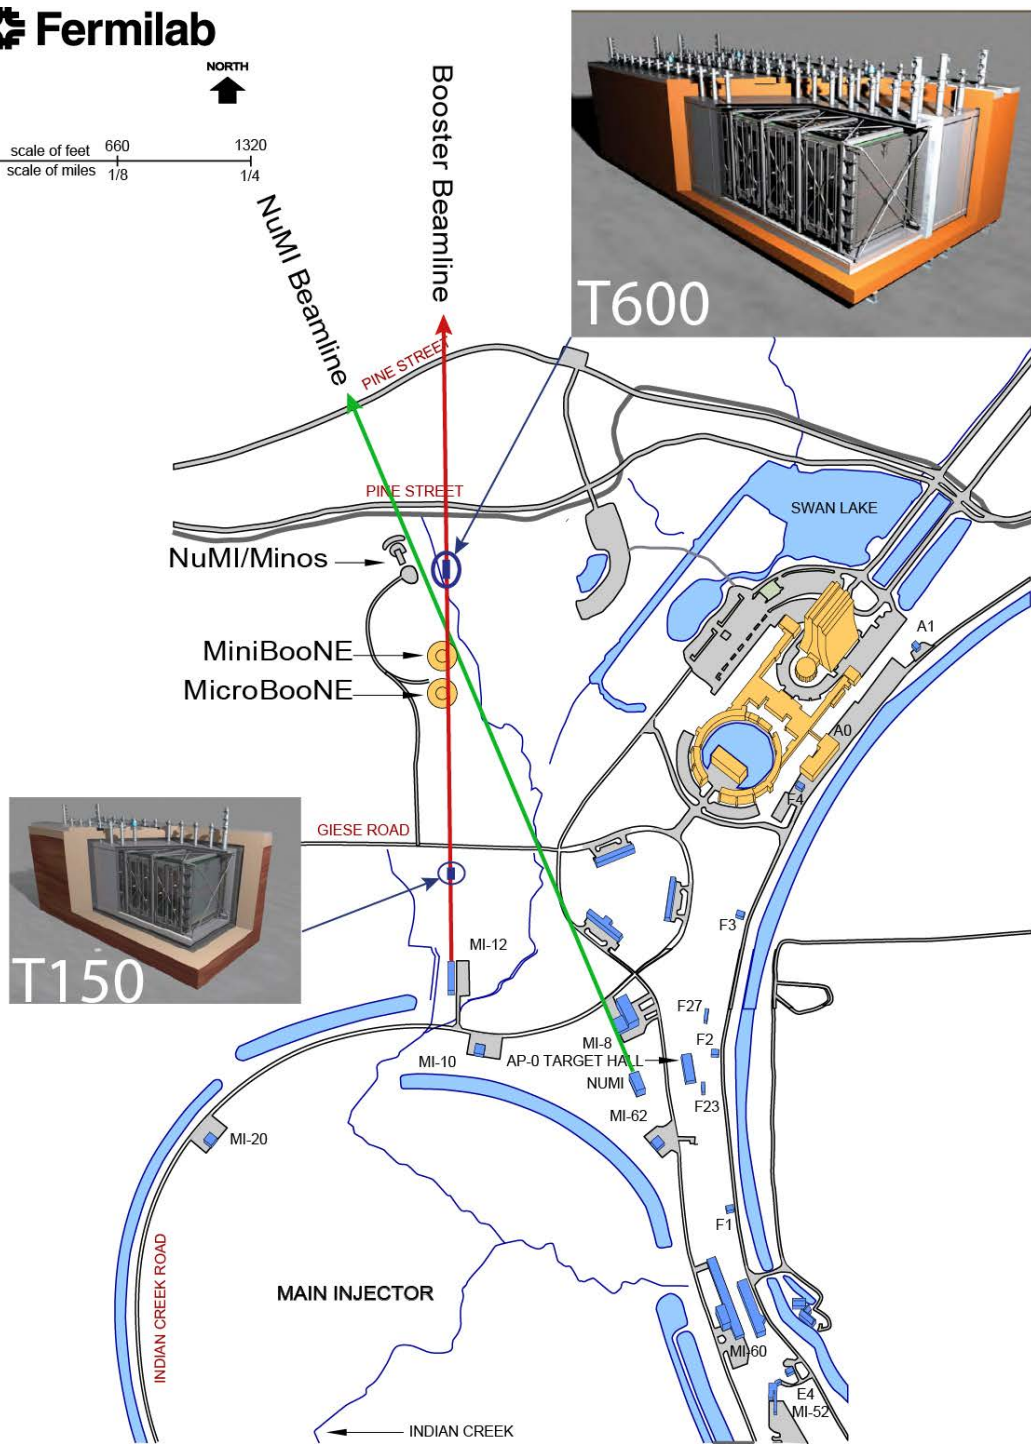 Fermilab
NORTH
scale of feet 660 1320
scale of miles 1/8 1/4
NuMI Beamline
Booster Beamline
T600
PINE STREET
PINE STREET
SWAN LAKE
NuMI/Minos
MiniBooNE
MicroBooNE
A1
A0
F4
GIESE ROAD
T150
MI-12
F3
F27
MI-8
F2
MI-10
AP-0 TARGET HALL
NUMI
F23
MI-62
MI-20
F1
INDIAN CREEK ROAD
MAIN INJECTOR
MI-60
E4
MI-52
INDIAN CREEK